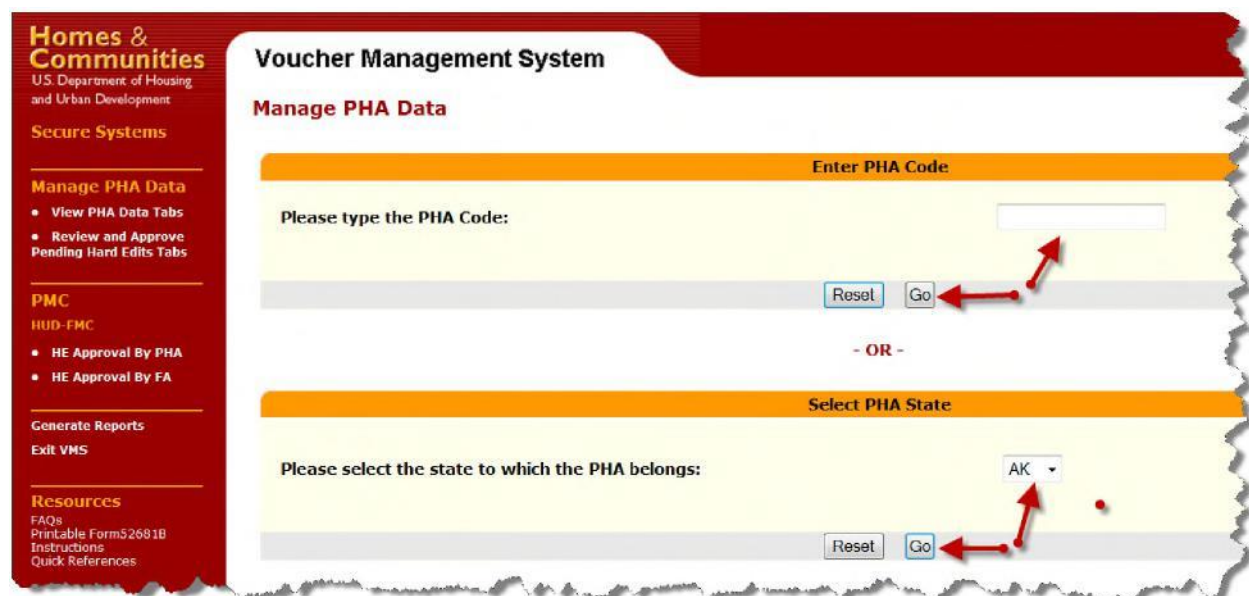 Homes &
Communities
U.S. Department of Housing
and Urban Development
Secure Systems
Manage PHA Data
• View PHA Data Tabs
• Review and Approve
Pending Hard Edits Tabs
PMC
HUD-FMC
• HE Approval By PHA
• HE Approval By FA
Generate Reports
Exit VMS
Resources
FAQs
Printable Form52681B
Instructions
Quick References
Voucher Management System
Manage PHA Data
Enter PHA Code
Please type the PHA Code:
Reset Go
- OR -
Select PHA State
Please select the state to which the PHA belongs: AK
Reset Go